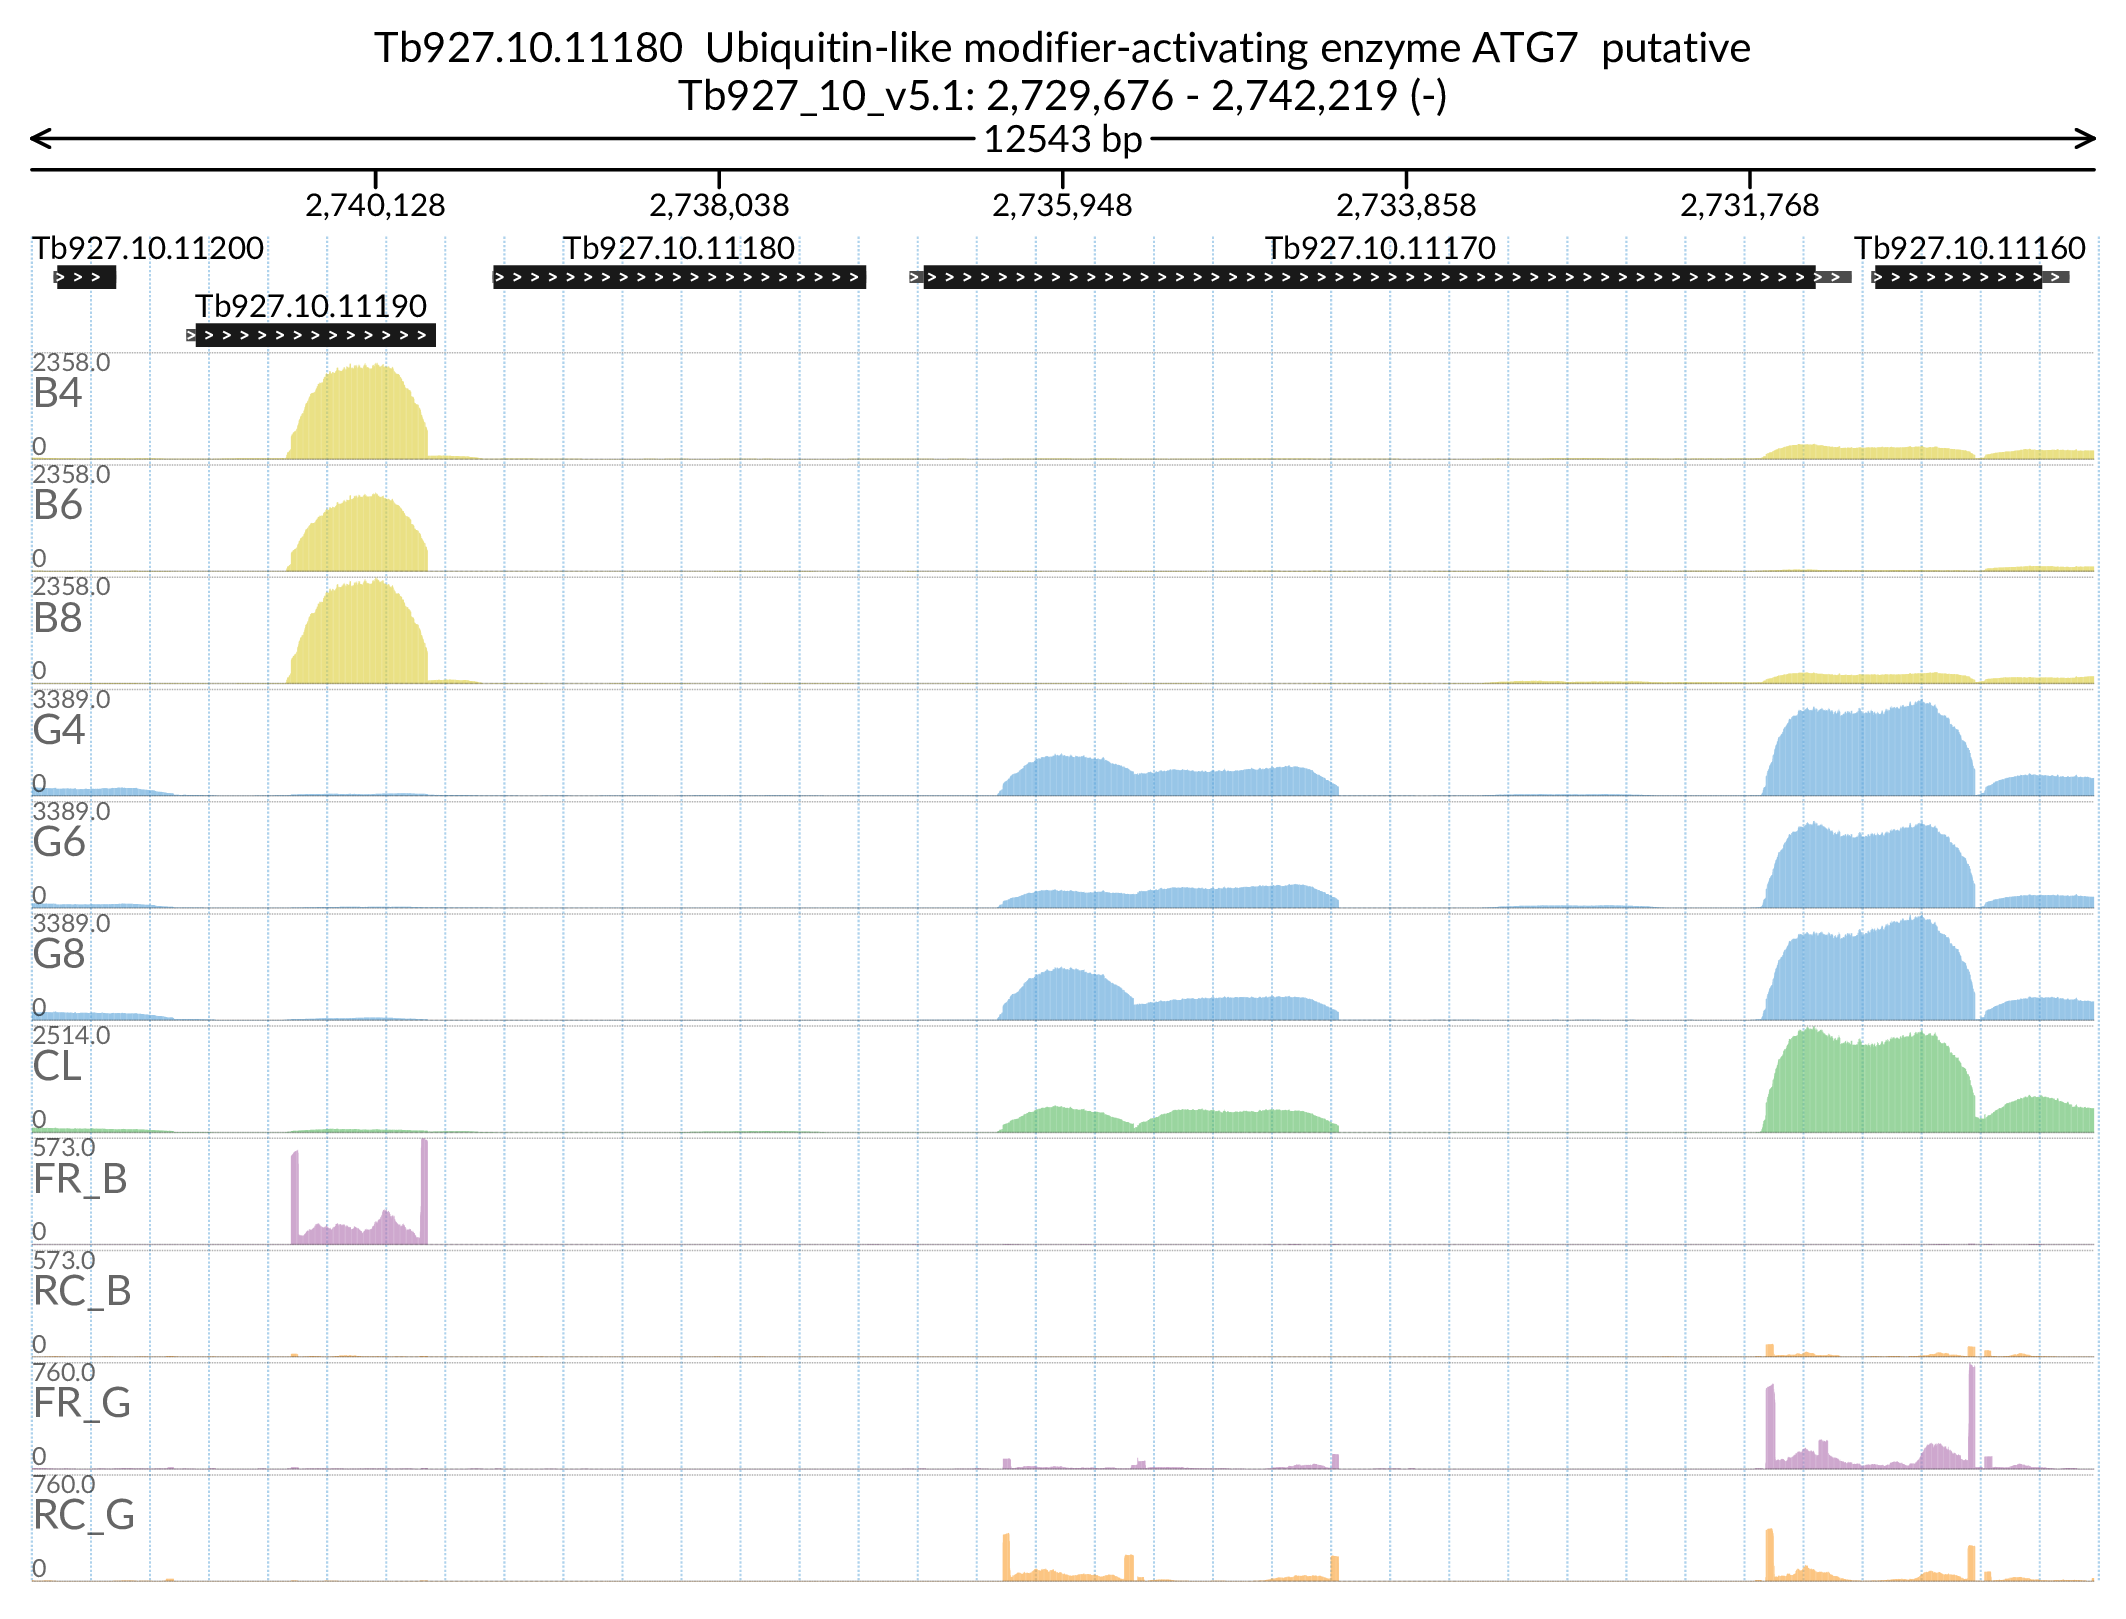 Tb927.10.11180  Ubiquitin-like modifier-activating enzyme ATG7  putative
Tb927_10_v5.1: 2,729,676 - 2,742,219 (-)
12543 bp
2,740,128 2,738,038 2,735,948 2,733,858 2,731,768
Tb927.10.11200 Tb927.10.11180 Tb927.10.11170 Tb927.10.11160
Tb927.10.11190
2358.0
B4
0
2358.0
B6
0
2358.0
B8
0
3389.0
G4
0
3389.0
G6
0
3389.0
G8
0
2514.0
CL
0
573.0
FR_B
0
573.0
RC_B
0
760.0
FR_G
0
760.0
RC_G
0